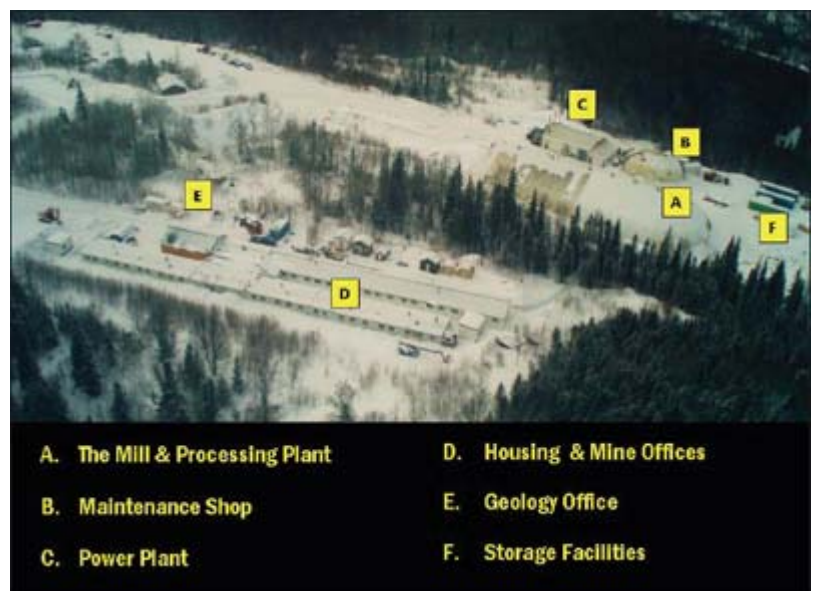 C
B
E
A
F
D
A. The Mill & Processing Plant
B. Maintenance Shop
C. Power Plant
D. Housing & Mine Offices
E. Geology Office
F. Storage Facilities